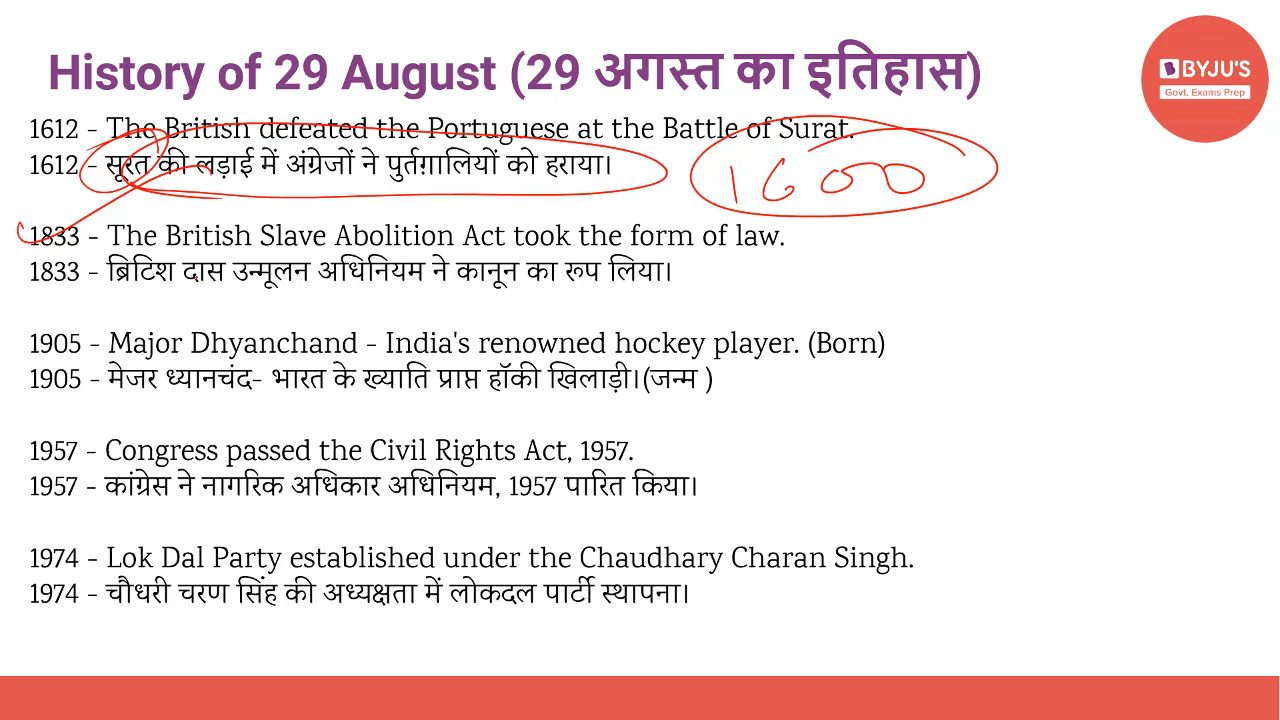 History of 29 August (29 अगस्त का इतिहास)
BYJU'S
Govt. Exams Prep
1612 - The British defeated the Portuguese at the Battle of Surat.
1612 - सूरत की लड़ाई में अंग्रेजों ने पुर्तग़ालियों को हराया।
1600
1833 - The British Slave Abolition Act took the form of law.
1833 - ब्रिटिश दास उन्मूलन अधिनियम ने कानून का रूप लिया।
1905 - Major Dhyanchand - India's renowned hockey player. (Born)
1905 - मेजर ध्यानचंद- भारत के ख्याति प्राप्त हॉकी खिलाड़ी।(जन्म )
1957 - Congress passed the Civil Rights Act, 1957.
1957 - कांग्रेस ने नागरिक अधिकार अधिनियम, 1957 पारित किया।
1974 - Lok Dal Party established under the Chaudhary Charan Singh.
1974 - चौधरी चरण सिंह की अध्यक्षता में लोकदल पार्टी स्थापना।